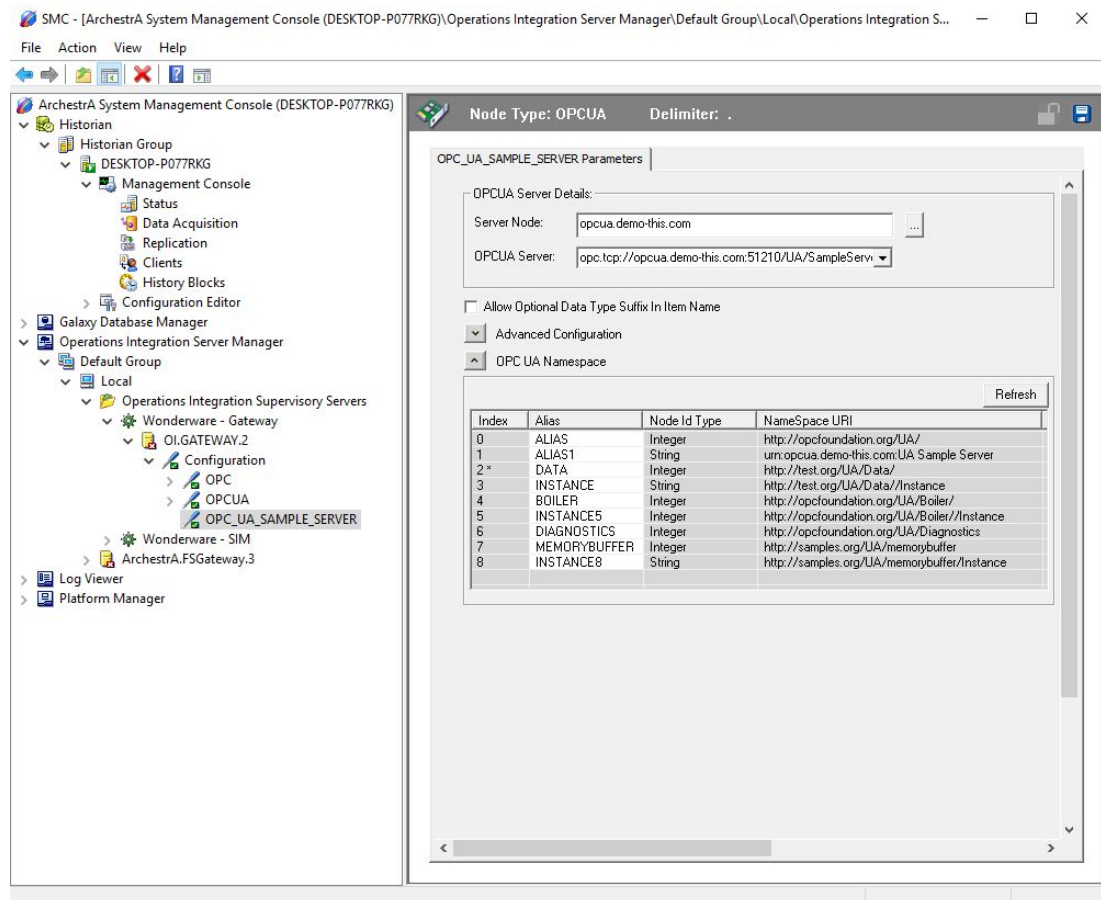 SMC - [ArchestrA System Management Console (DESKTOP-P077RKG)\Operations Integration Server Manager\Default Group\Local\Operations Integration S...
File Action View Help
ArchestrA System Management Console (DESKTOP-P077RKG)
Historian
Historian Group
DESKTOP-P077RKG
Management Console
Status
Data Acquisition
Replication
Clients
History Blocks
Configuration Editor
Galaxy Database Manager
Operations Integration Server Manager
Default Group
Local
Operations Integration Supervisory Servers
Wonderware - Gateway
OI.GATEWAY.2
Configuration
OPC
OPCUA
OPC_UA_SAMPLE_SERVER
Wonderware - SIM
ArchestrA.FSGateway.3
Log Viewer
Platform Manager
Node Type: OPCUA Delimiter: .
OPC_UA_SAMPLE_SERVER Parameters
OPCUA Server Details:
Server Node: opcua.demo-this.com ...
OPCUA Server: opc.tcp://opcua.demo-this.com:51210/UA/SampleServ
Allow Optional Data Type Suffix In Item Name
Advanced Configuration
OPC UA Namespace
Refresh
Index Alias Node Id Type NameSpace URI
0 ALIAS Integer http://opcfoundation.org/UA/
1 ALIAS1 String urn:opcua.demo-this.com:UA Sample Server
2 * DATA Integer http://test.org/UA/Data/
3 INSTANCE String http://test.org/UA/Data//Instance
4 BOILER Integer http://opcfoundation.org/UA/Boiler/
5 INSTANCE5 Integer http://opcfoundation.org/UA/Boiler//Instance
6 DIAGNOSTICS Integer http://opcfoundation.org/UA/Diagnostics
7 MEMORYBUFFER Integer http://samples.org/UA/memorybuffer
8 INSTANCE8 String http://samples.org/UA/memorybuffer/Instance